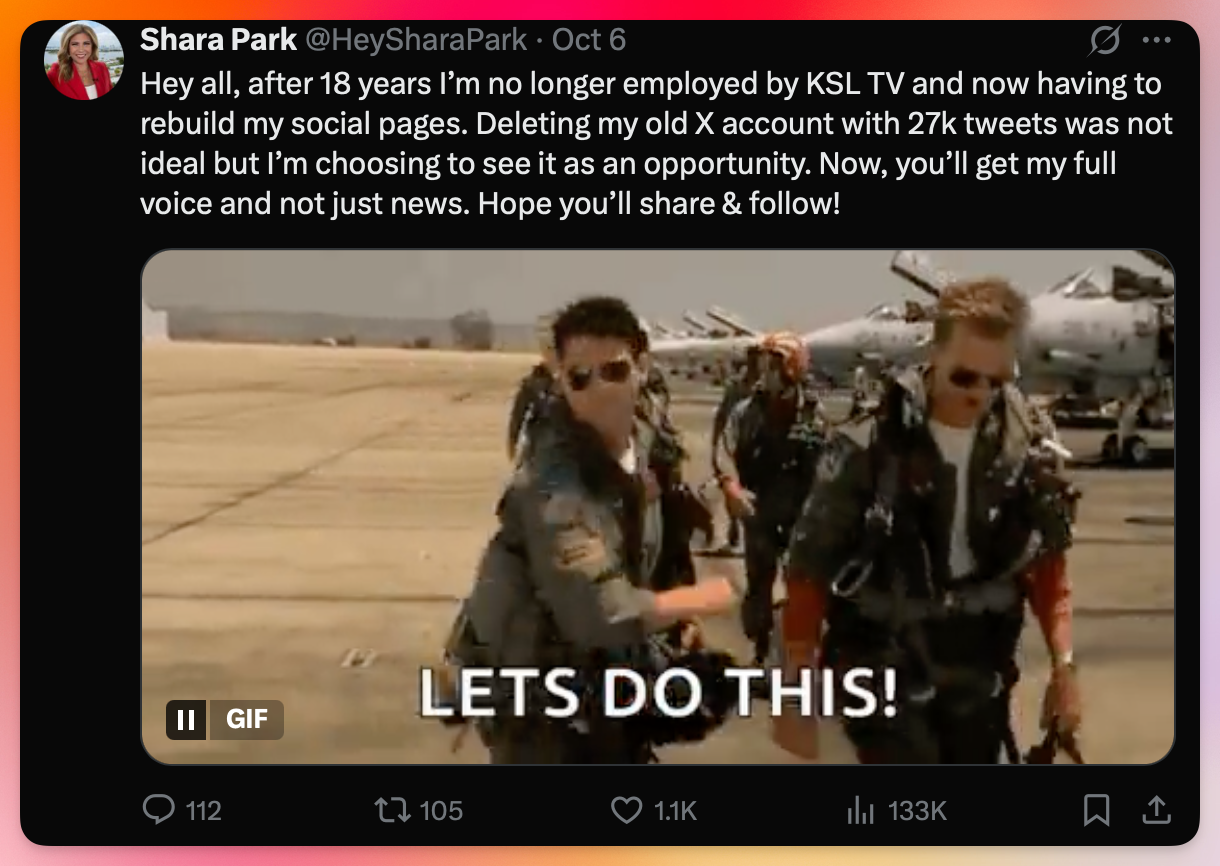 Shara Park @HeySharaPark · Oct 6
Hey all, after 18 years I’m no longer employed by KSL TV and now having to
rebuild my social pages. Deleting my old X account with 27k tweets was not
ideal but I’m choosing to see it as an opportunity. Now, you’ll get my full
voice and not just news. Hope you’ll share & follow!
LETS DO THIS!
GIF
112 105 1.1K 133K